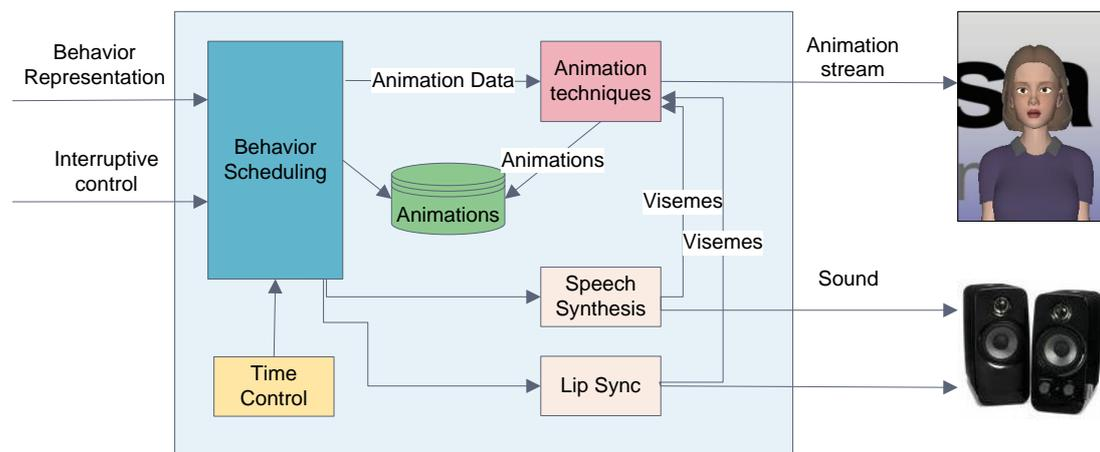 Behavior
Representation
Interruptive
control
Behavior
Scheduling
Time
Control
Animation Data
Animation
techniques
Animations
Animations
Visemes
Visemes
Speech
Synthesis
Lip Sync
Animation
stream
Sound